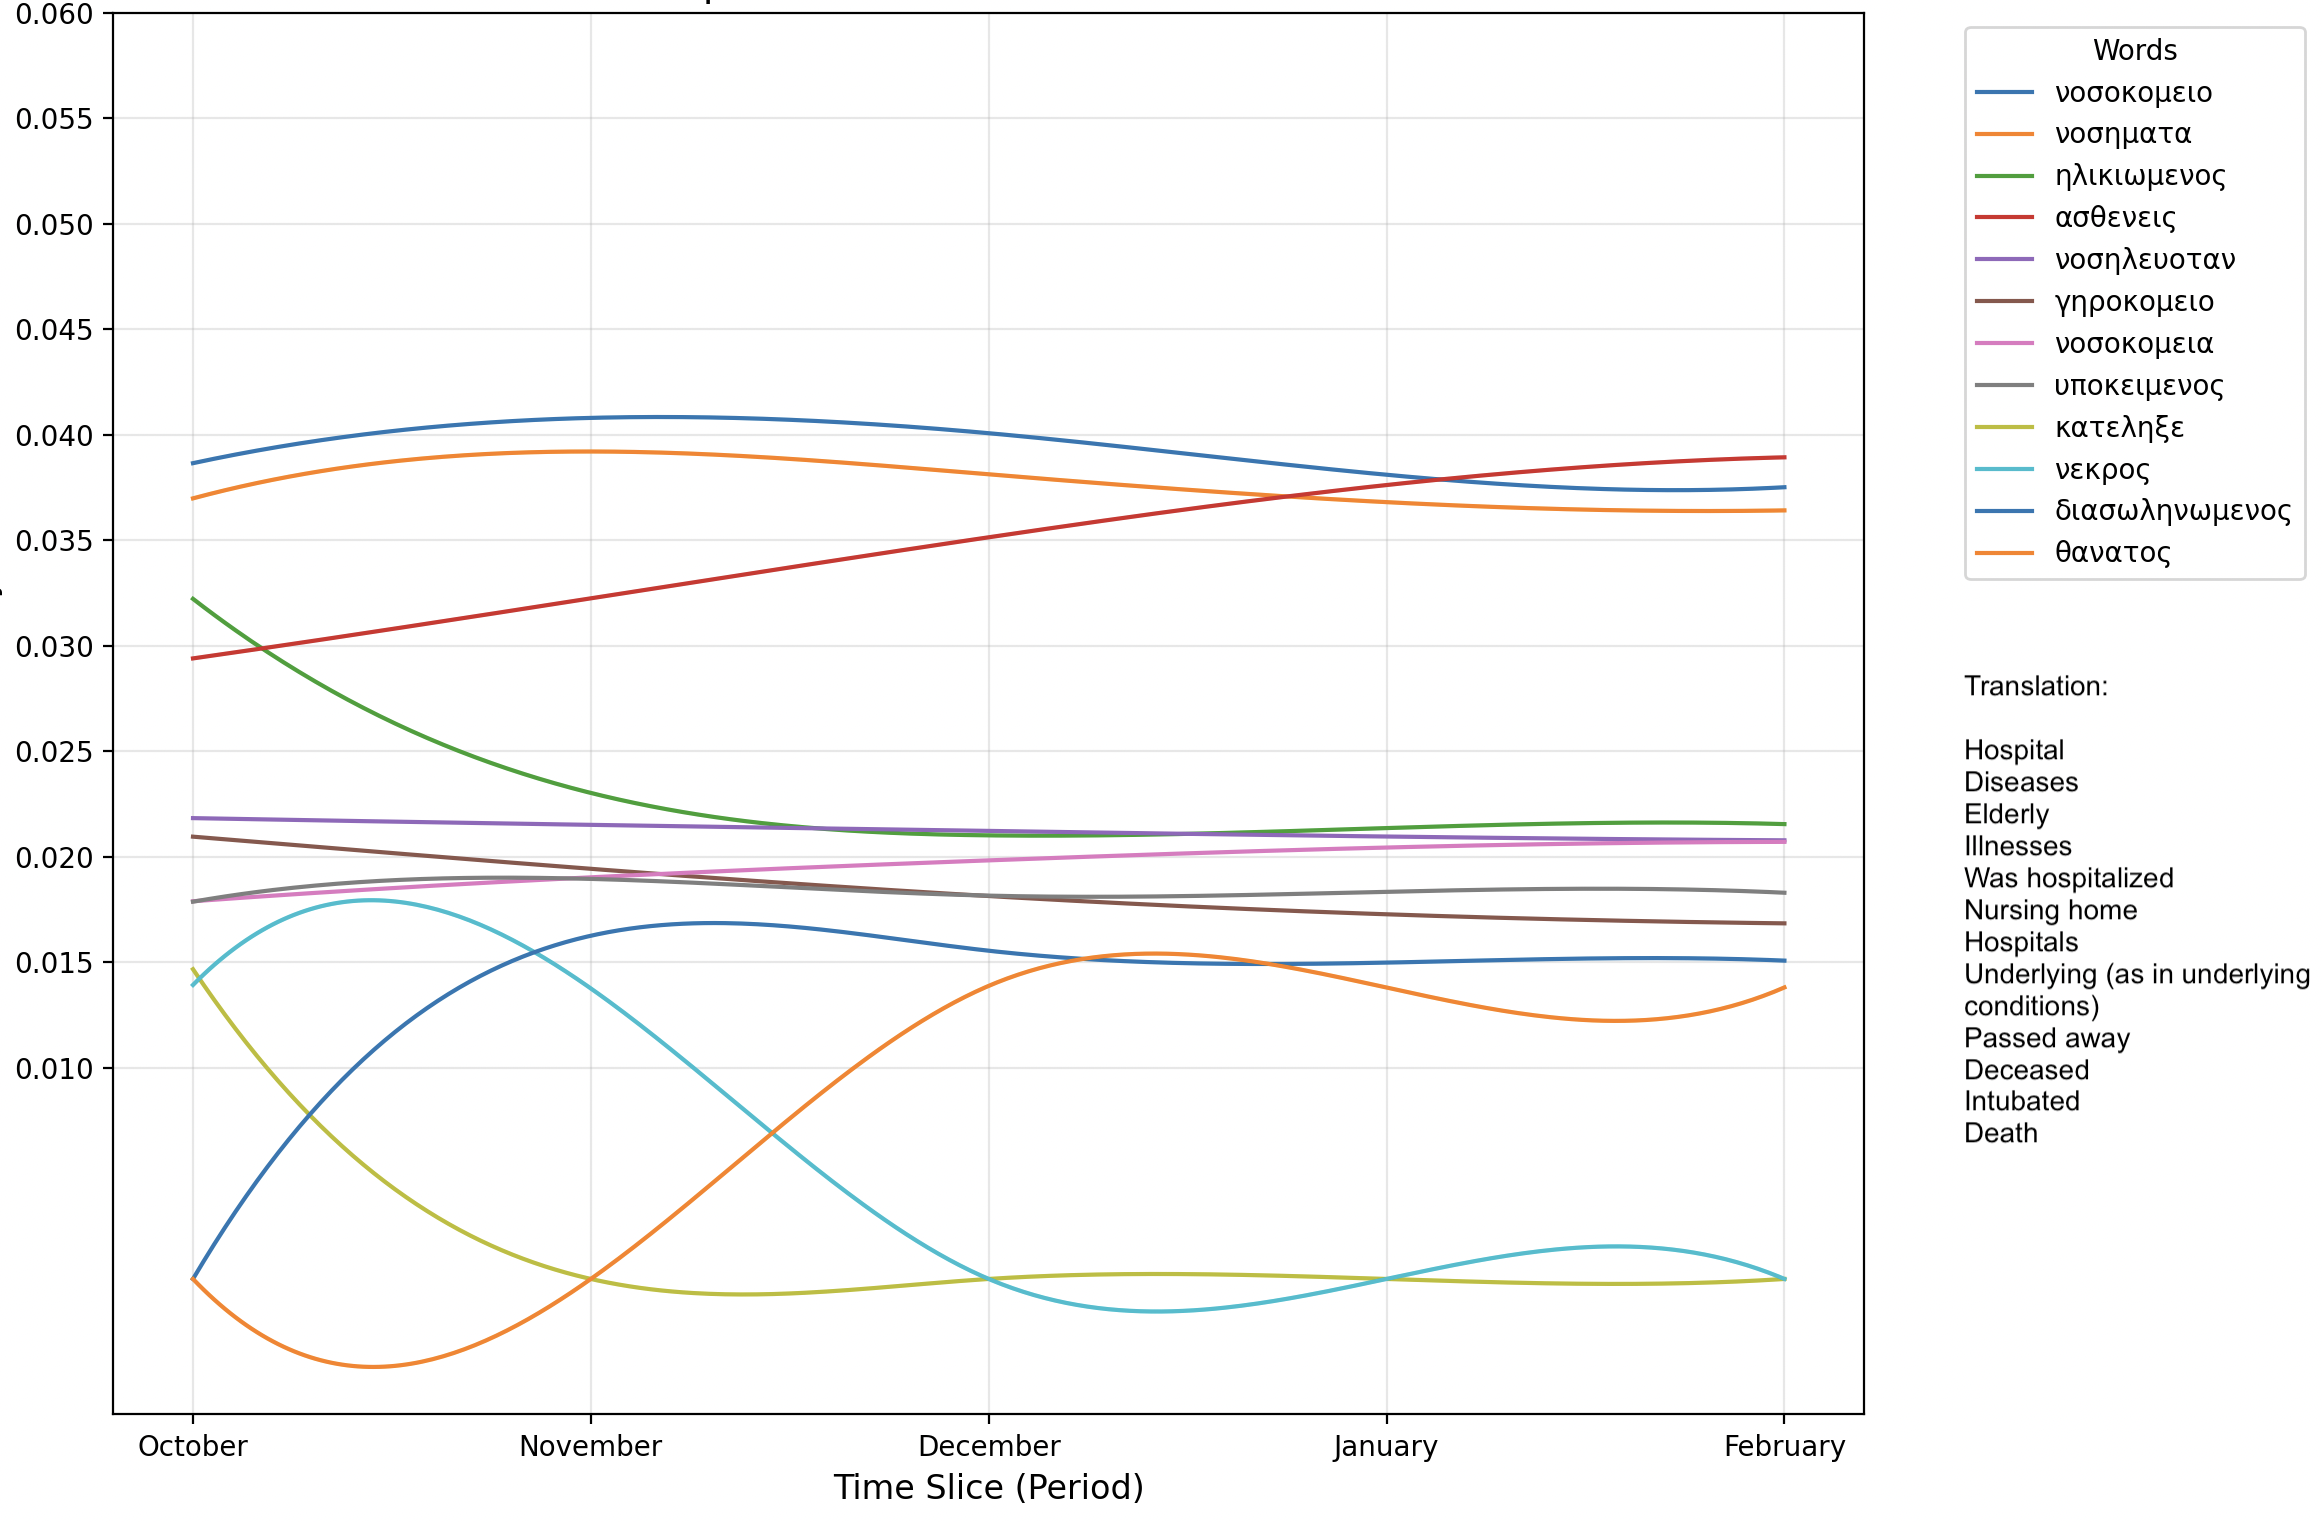 0.060
0.055
0.050
0.045
0.040
0.035
0.030
0.025
0.020
0.015
0.010
October November December January February
Time Slice (Period)
Words
νοσοκομειο
νοσηματα
ηλικιωμενος
ασθενεις
νοσηλευοταν
γηροκομειο
νοσοκομεια
υποκειμενος
κατεληξε
νεκρος
διασωληνωμενος
θανατος
Translation:
Hospital
Diseases
Elderly
Illnesses
Was hospitalized
Nursing home
Hospitals
Underlying (as in underlying
conditions)
Passed away
Deceased
Intubated
Death